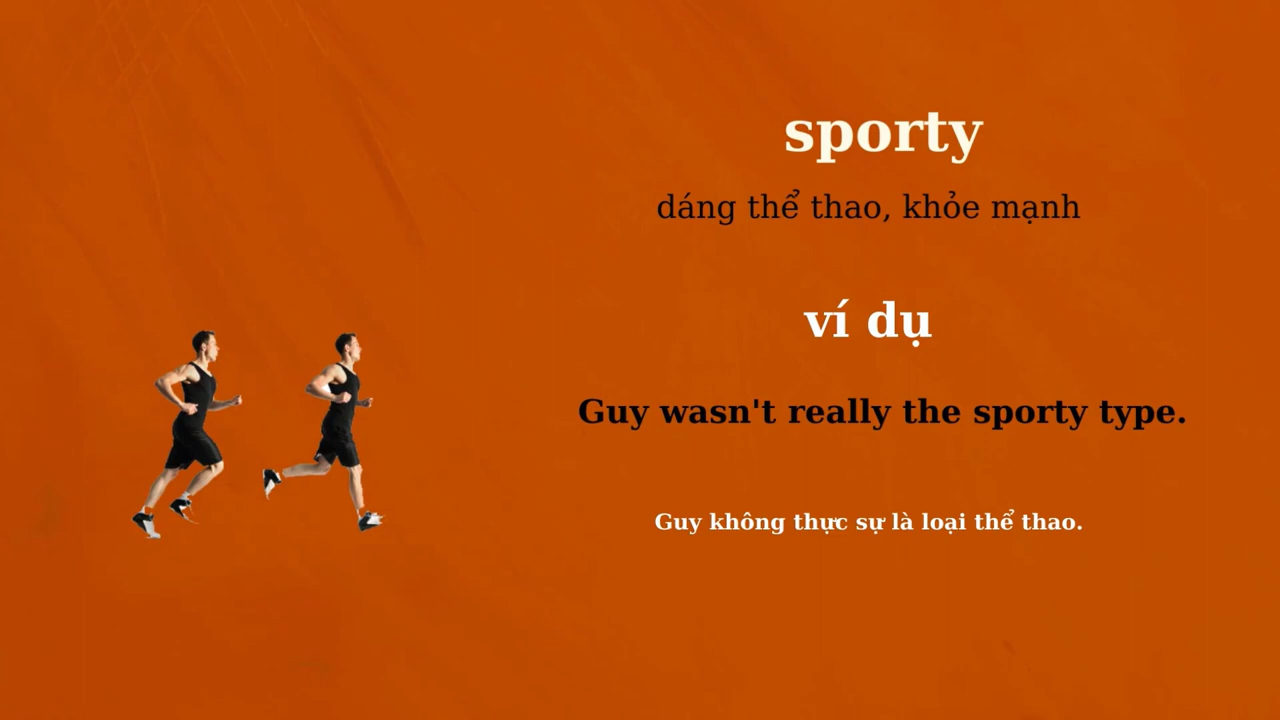 sporty
dáng thể thao, khỏe mạnh
ví dụ
Guy wasn't really the sporty type.
Guy không thực sự là loại thể thao.